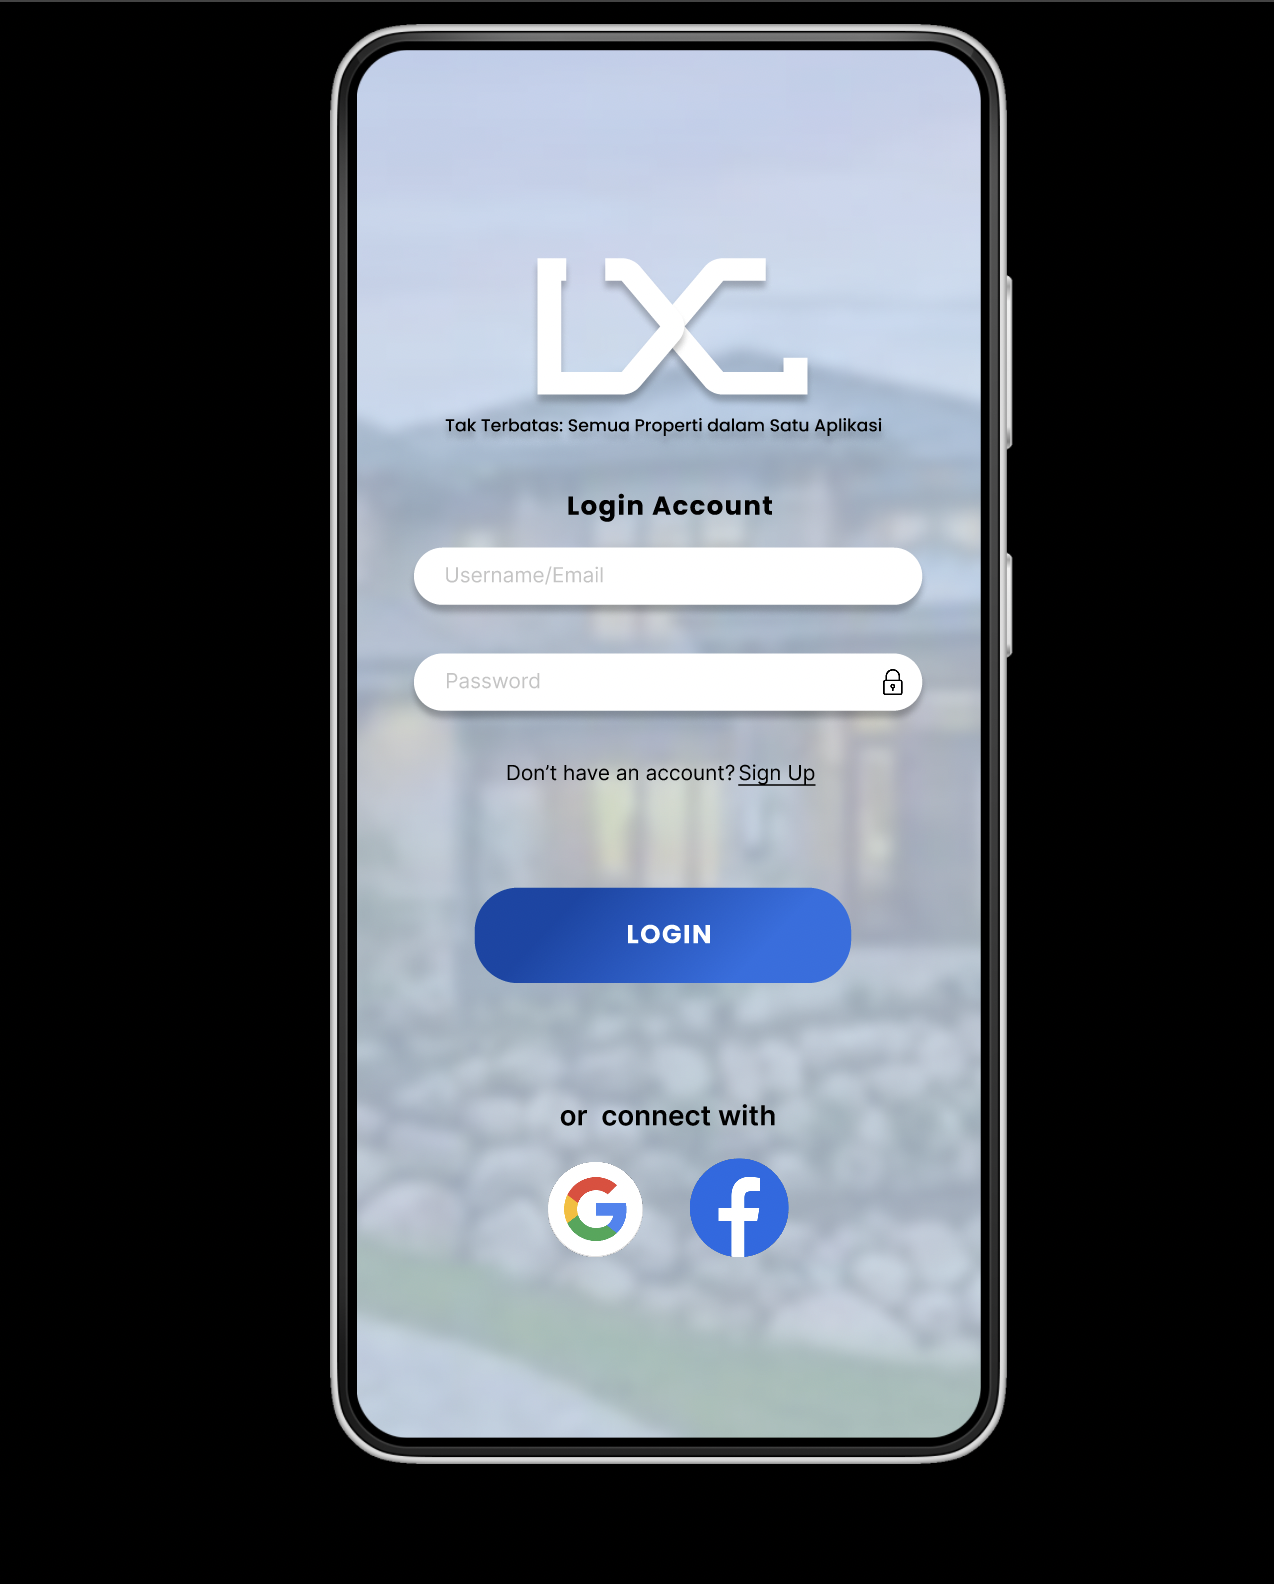 LXC
Tak Terbatas: Semua Properti dalam Satu Aplikasi
Login Account
Username/Email
Password
Don’t have an account? Sign Up
LOGIN
or connect with